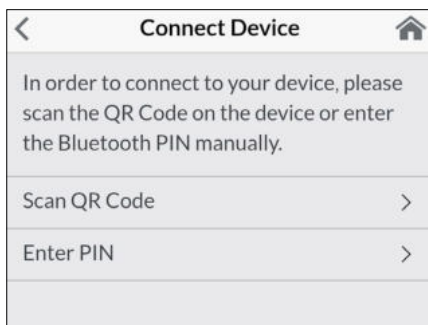 Connect Device
In order to connect to your device, please
scan the QR Code on the device or enter
the Bluetooth PIN manually.
Scan QR Code
Enter PIN